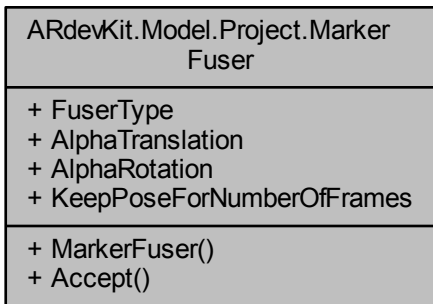 ARdevKit.Model.Project.Marker
Fuser
+ FuserType
+ AlphaTranslation
+ AlphaRotation
+ KeepPoseForNumberOfFrames
+ MarkerFuser()
+ Accept()